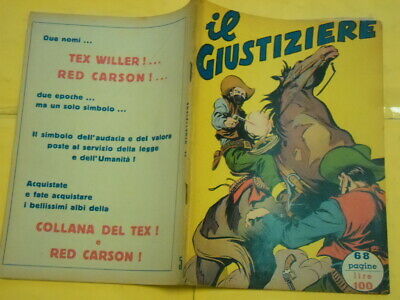 Due nomi ...
TEX WILLER ! ...
RED CARSON ! ...
due epoche ...
ma un solo simbolo ...
Il simbolo dell'audacia e del valore
poste al servizio della legge
e dell'Umanità !
Acquistate
e fate acquistare
i bellissimi albi della
COLLANA DEL TEX !
e
RED CARSON !
il
GIUSTIZIERE
68
pagine
lire
100